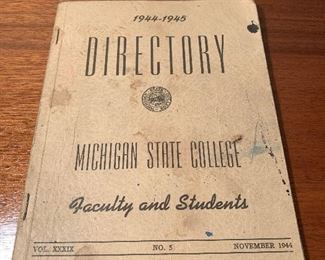 1944-1945
DIRECTORY
MICHIGAN STATE COLLEGE
Faculty and Students
VOL. XXXIX NO. 5 NOVEMBER 1944